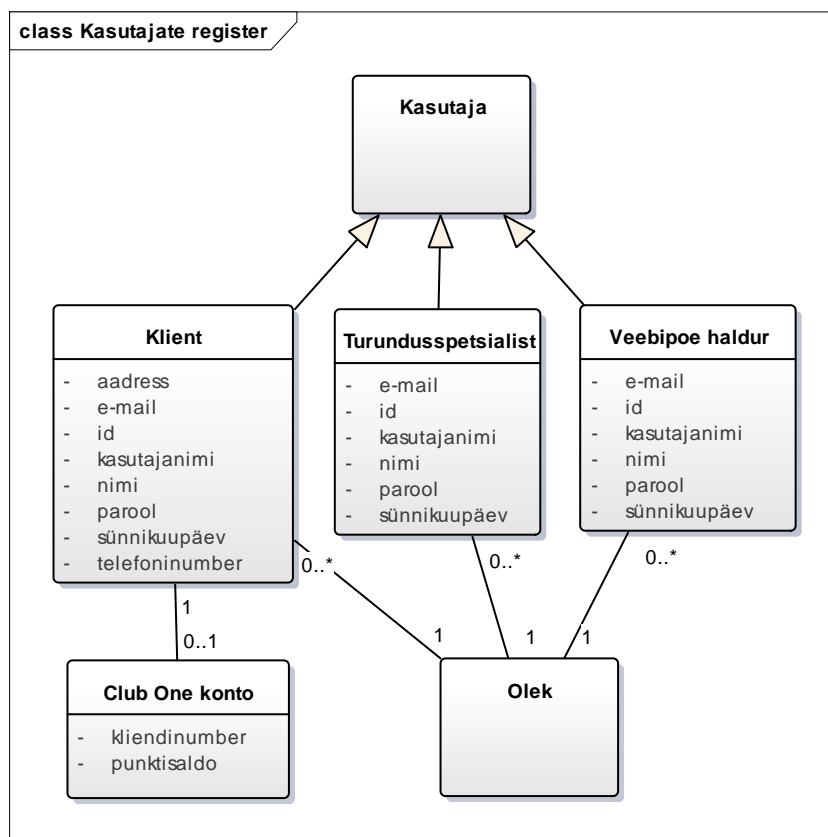 class Kasutajate register
Kasutaja
Klient
- aadress
- e-mail
- id
- kasutajanimi
- nimi
- parool
- sünnikuupäev
- telefoninumber
Turundusspetsialist
- e-mail
- id
- kasutajanimi
- nimi
- parool
- sünnikuupäev
Veebipoe haldur
- e-mail
- id
- kasutajanimi
- nimi
- parool
- sünnikuupäev
0..*
0..*
0..*
1
0..1
1
1
1
Club One konto
- kliendinumber
- punktisaldo
Olek